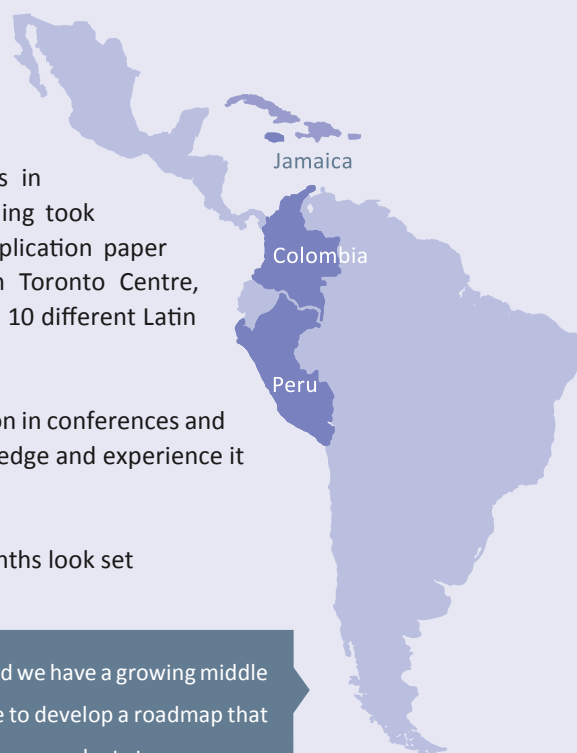 Jamaica
s in
ing took
plication paper
Toronto Centre,
10 different Latin
Colombia
Peru
on in conferences and
edge and experience it
nths look set
d we have a growing middle
e to develop a roadmap that